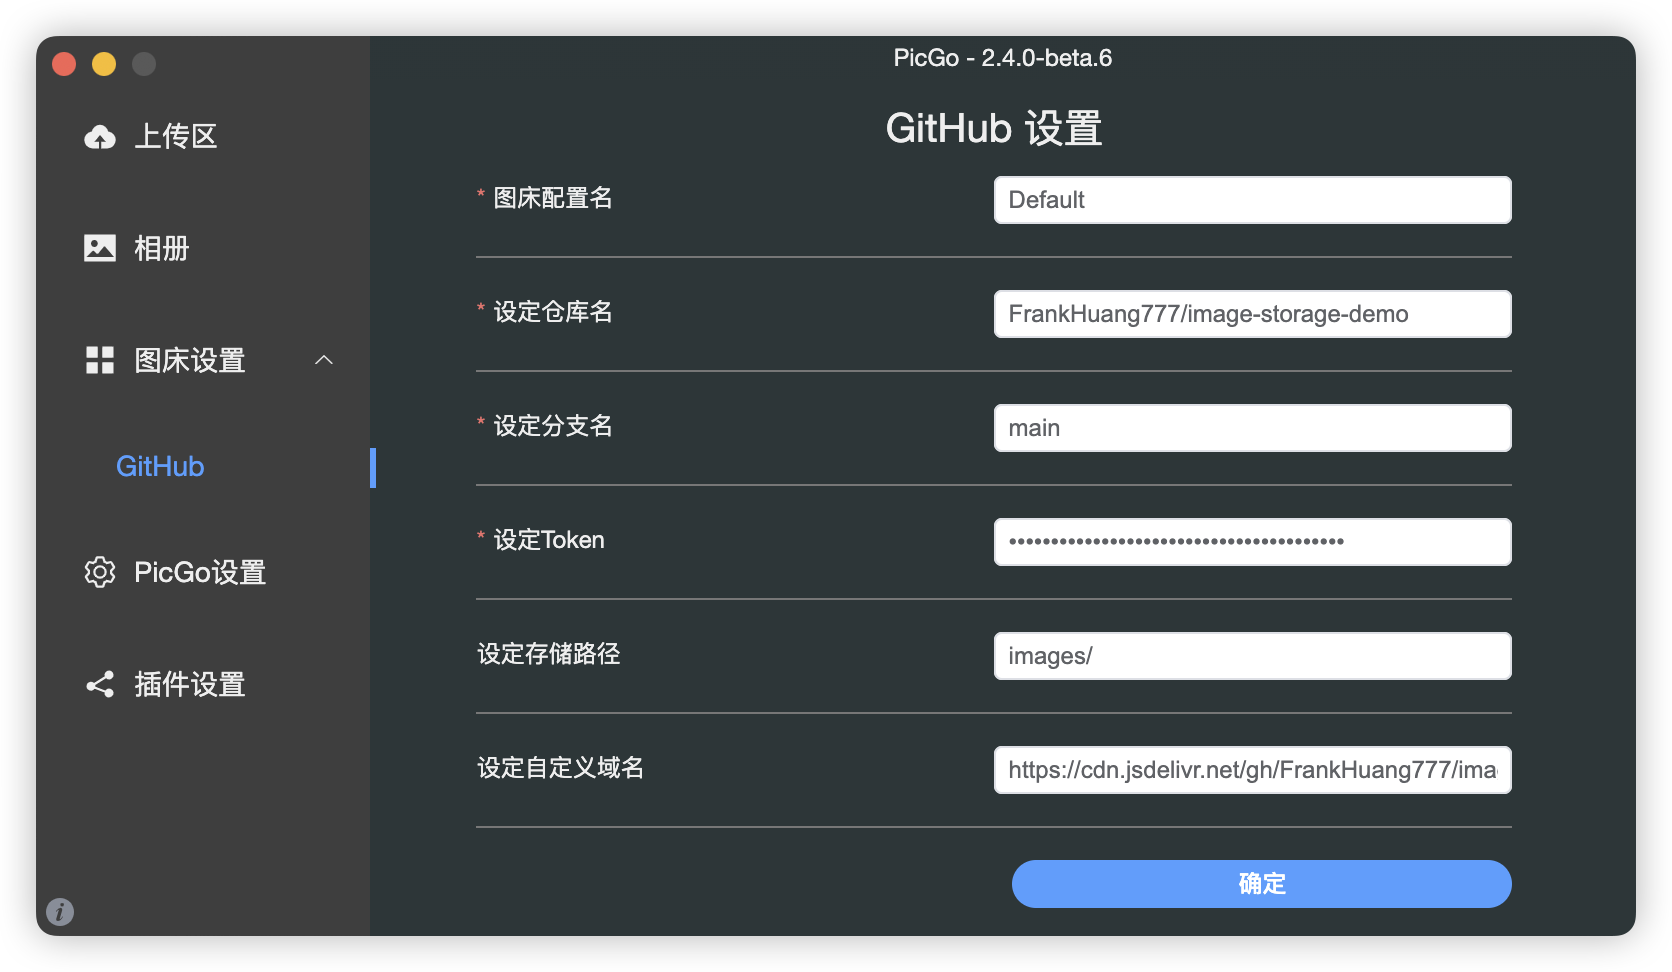 PicGo - 2.4.0-beta.6
上传区
相册
图床设置
GitHub
PicGo设置
插件设置
GitHub 设置
* 图床配置名
Default
* 设定仓库名
FrankHuang777/image-storage-demo
* 设定分支名
main
* 设定Token
••••••••••••••••••••••••••••••••••••••••
设定存储路径
images/
设定自定义域名
https://cdn.jsdelivr.net/gh/FrankHuang777/ima
确定